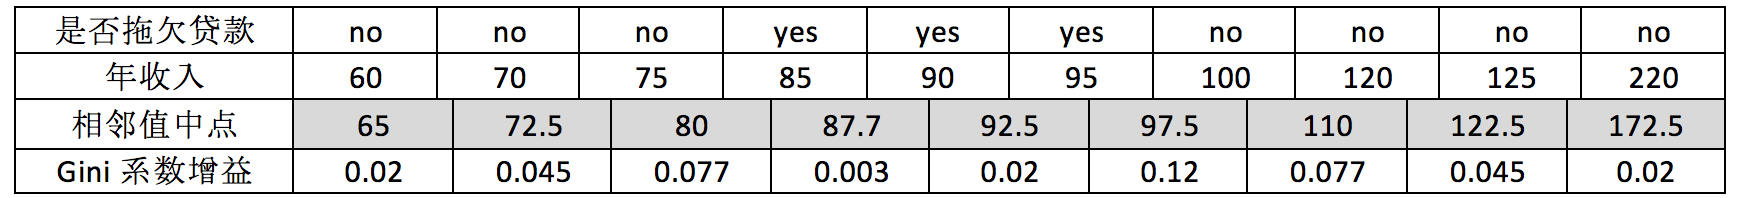 是否拖欠贷款 no no no yes yes yes no no no no
年收入 60 70 75 85 90 95 100 120 125 220
相邻值中点 65 72.5 80 87.7 92.5 97.5 110 122.5 172.5
Gini 系数增益 0.02 0.045 0.077 0.003 0.02 0.12 0.077 0.045 0.02